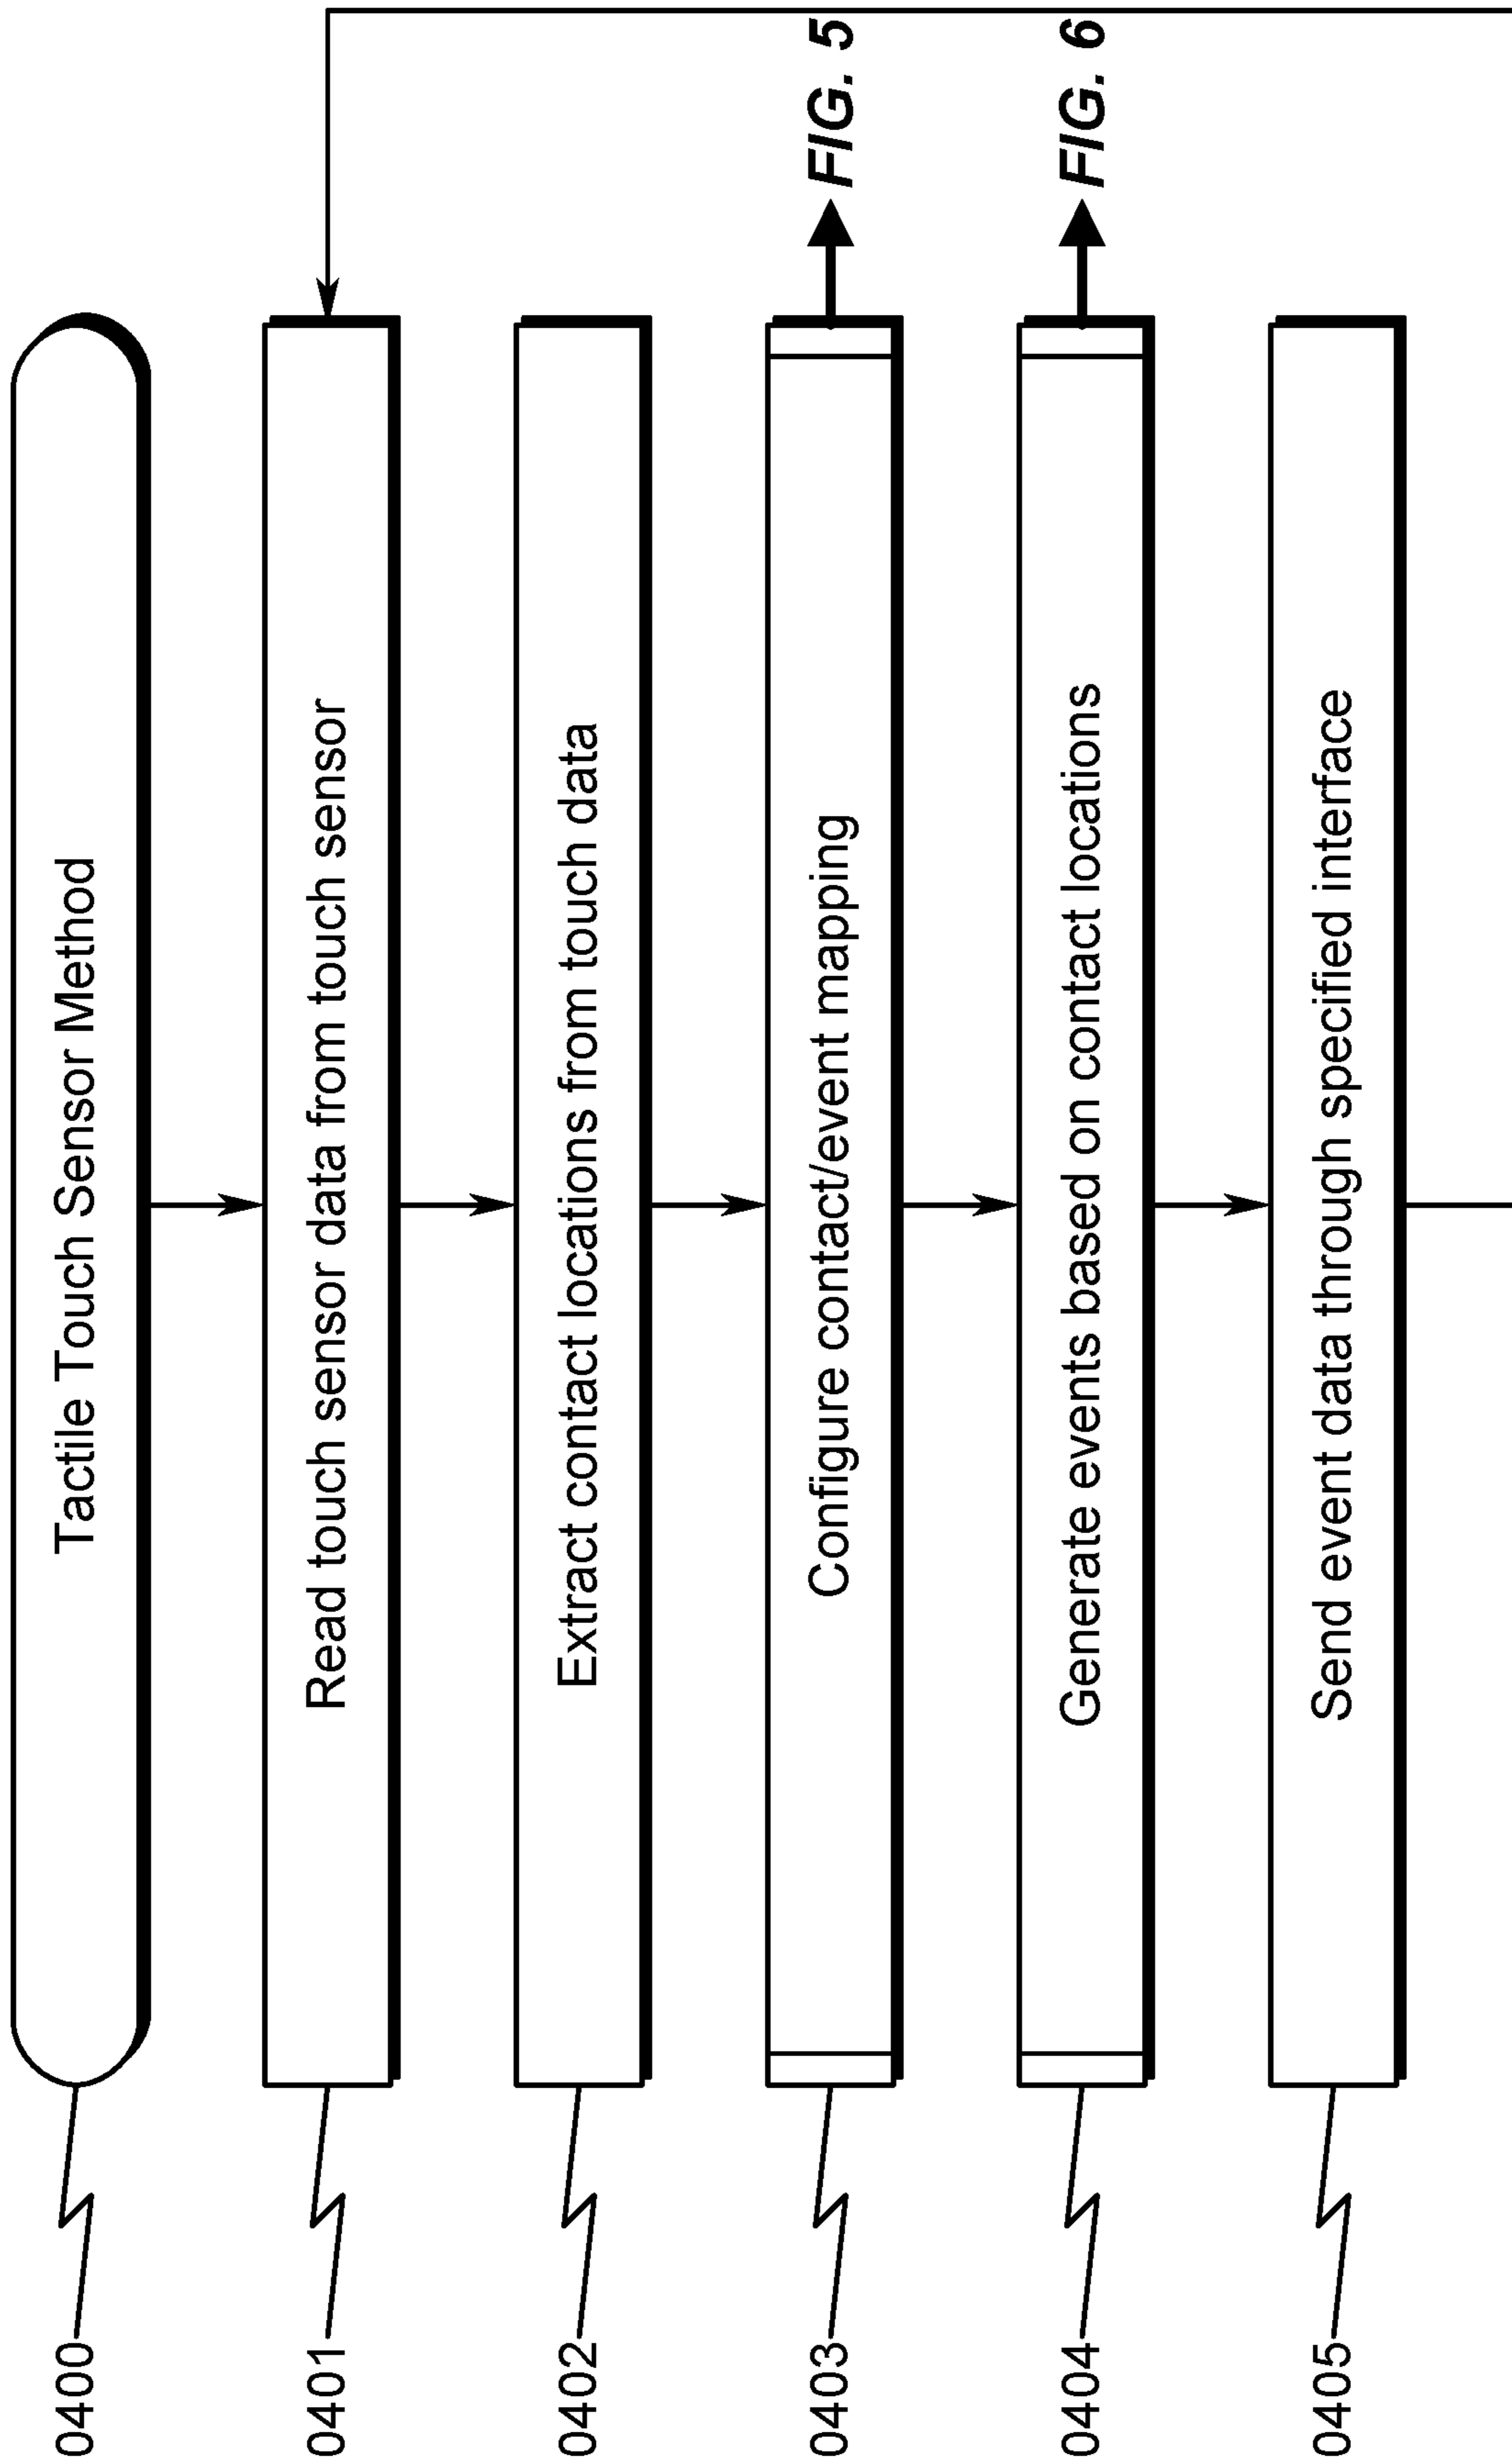 0400
Tactile Touch Sensor Method
0401
Read touch sensor data from touch sensor
0402
Extract contact locations from touch data
0403
Configure contact/event mapping
FIG. 5
0404
Generate events based on contact locations
FIG. 6
0405
Send event data through specified interface